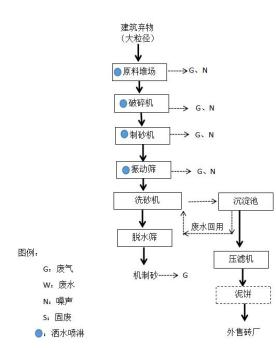 建筑弃物
（大粒径）
原料堆场
G、N
破碎机
G、N
制砂机
G、N
振动筛
G、N
洗砂机
沉淀池
废水回用
脱水筛
压滤机
机制砂
G
泥饼
外售砖厂
图例：
G：废气
W：废水
N：噪声
S：固废
：洒水喷淋